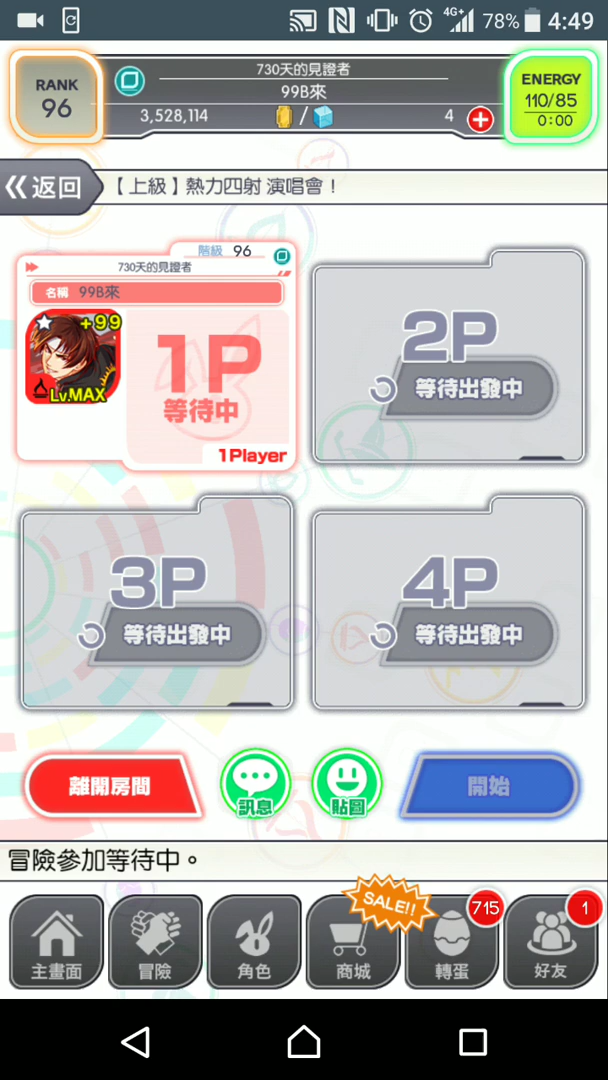 4G+ 78% 4:49
RANK
96
730天的見證者
99B來
3,528,114 / 4
ENERGY
110/85
0:00
返回
【上級】熱力四射 演唱會！
階級 96
730天的見證者
名稱 99B來
+99
Lv.MAX
1P
等待中
1Player
2P
等待出發中
3P
等待出發中
4P
等待出發中
離開房間
訊息
貼圖
開始
冒險參加等待中。
主畫面
冒險
角色
SALE!!
商城
715
轉蛋
1
好友